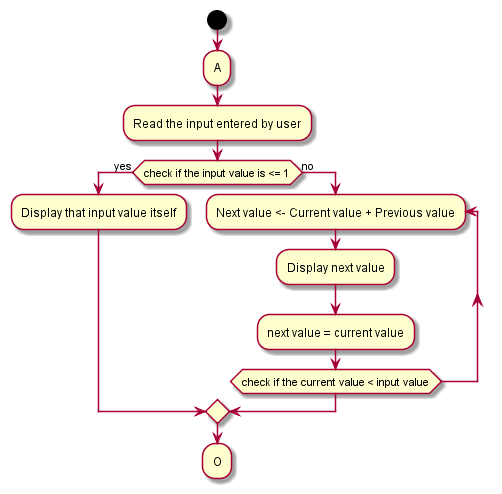 A
Read the input entered by user
yes
check if the input value is <= 1
no
Display that input value itself
Next value <- Current value + Previous value
Display next value
next value = current value
check if the current value < input value
O